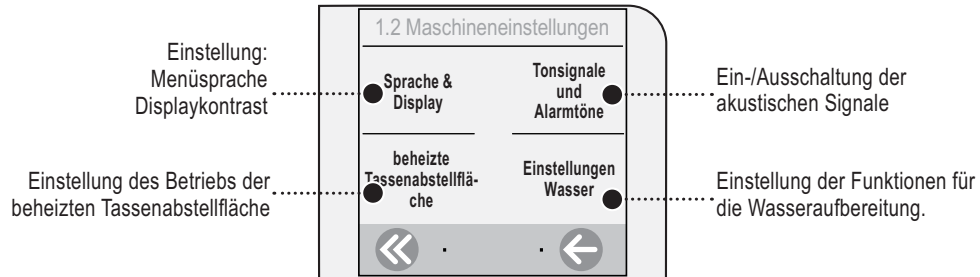 1.2 Maschineneinstellungen
Einstellung:
Menüsprache
Displaykontrast
Sprache &
Display
Tonsignale
und
Alarmtöne
Ein-/Ausschaltung der
akustischen Signale
Einstellung des Betriebs der
beheizten Tassenabstellfläche
beheizte
Tassenabstellflä-
che
Einstellungen
Wasser
Einstellung der Funktionen für
die Wasseraufbereitung.